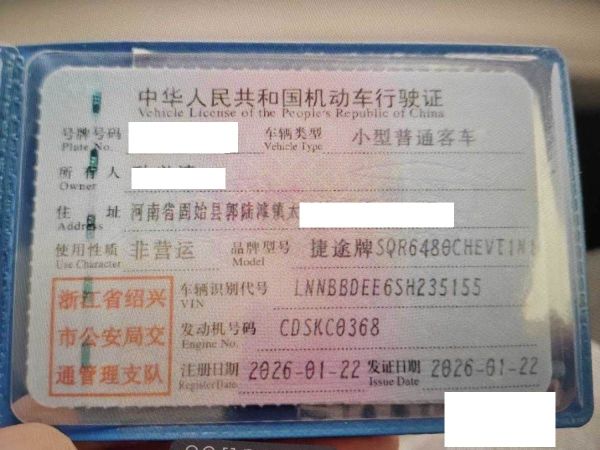 中华人民共和国机动车行驶证
Vehicle License of the People's Republic of China
号牌号码 车辆类型 小型普通客车
Plate No. Vehicle Type
所有人
Owner
住址 河南省固始县郭陆滩镇
Address
使用性质 非营运 品牌型号 捷途牌SQR6480CHEVE1N
Use Character Model
浙江省绍兴
市公安局交
通管理支队
车辆识别代号 LNNBBDEE6SH235155
VIN
发动机号码 CDSKC0368
Engine No.
注册日期 2026-01-22 发证日期 2026-01-22
Register Date Issue Date